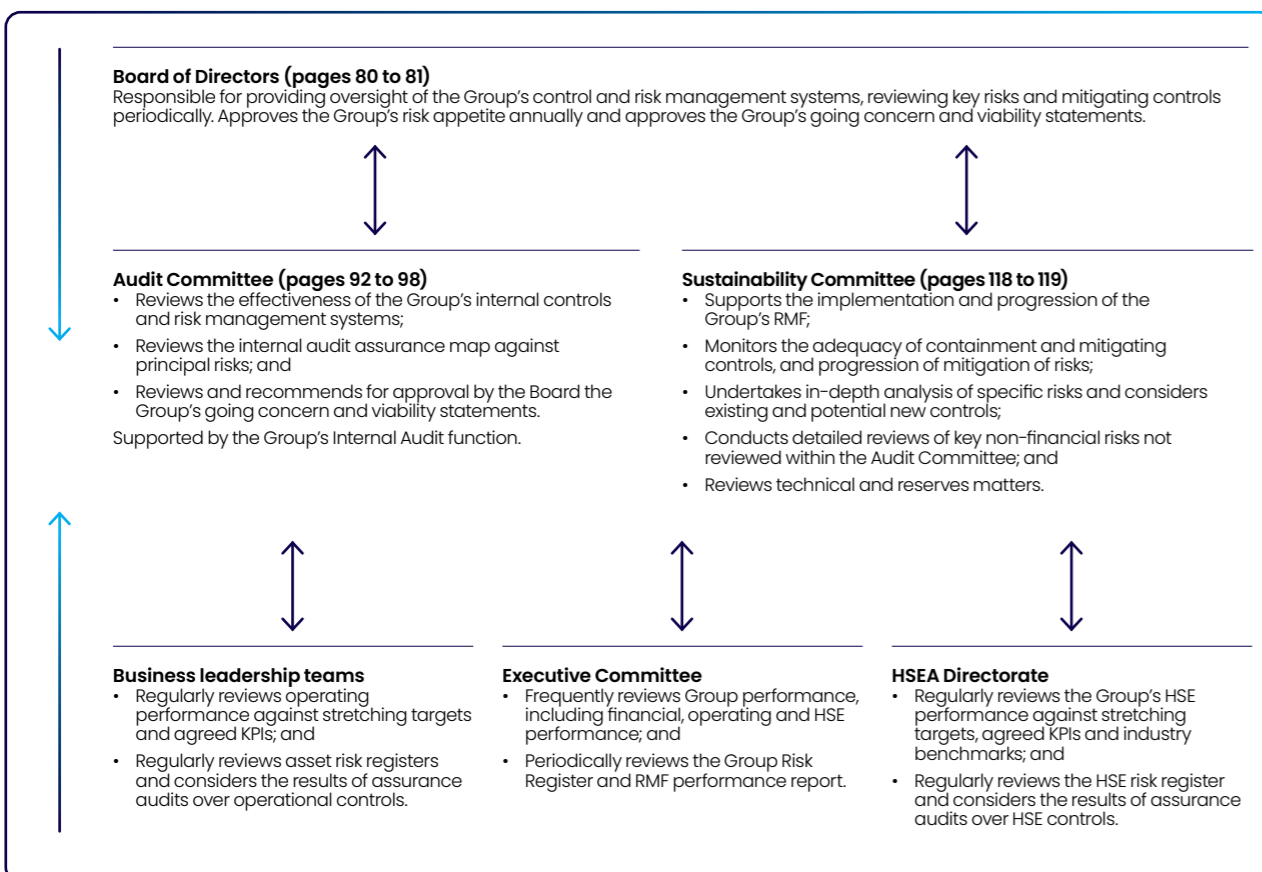 Board of Directors (pages 80 to 81)
Responsible for providing oversight of the Group's control and risk management systems, reviewing key risks and mitigating controls
periodically. Approves the Group's risk appetite annually and approves the Group's going concern and viability statements.
Audit Committee (pages 92 to 98)
• Reviews the effectiveness of the Group's internal controls
and risk management systems;
• Reviews the internal audit assurance map against
principal risks; and
• Reviews and recommends for approval by the Board the
Group's going concern and viability statements.
Supported by the Group's Internal Audit function.
Sustainability Committee (pages 118 to 119)
• Supports the implementation and progression of the
Group's RMF;
• Monitors the adequacy of containment and mitigating
controls, and progression of mitigation of risks;
• Undertakes in-depth analysis of specific risks and considers
existing and potential new controls;
• Conducts detailed reviews of key non-financial risks not
reviewed within the Audit Committee; and
• Reviews technical and reserves matters.
Business leadership teams
• Regularly reviews operating
performance against stretching targets
and agreed KPIs; and
• Regularly reviews asset risk registers
and considers the results of assurance
audits over operational controls.
Executive Committee
• Frequently reviews Group performance,
including financial, operating and HSE
performance; and
• Periodically reviews the Group Risk
Register and RMF performance report.
HSEA Directorate
• Regularly reviews the Group's HSE
performance against stretching
targets, agreed KPIs and industry
benchmarks; and
• Regularly reviews the HSE risk register
and considers the results of assurance
audits over HSE controls.